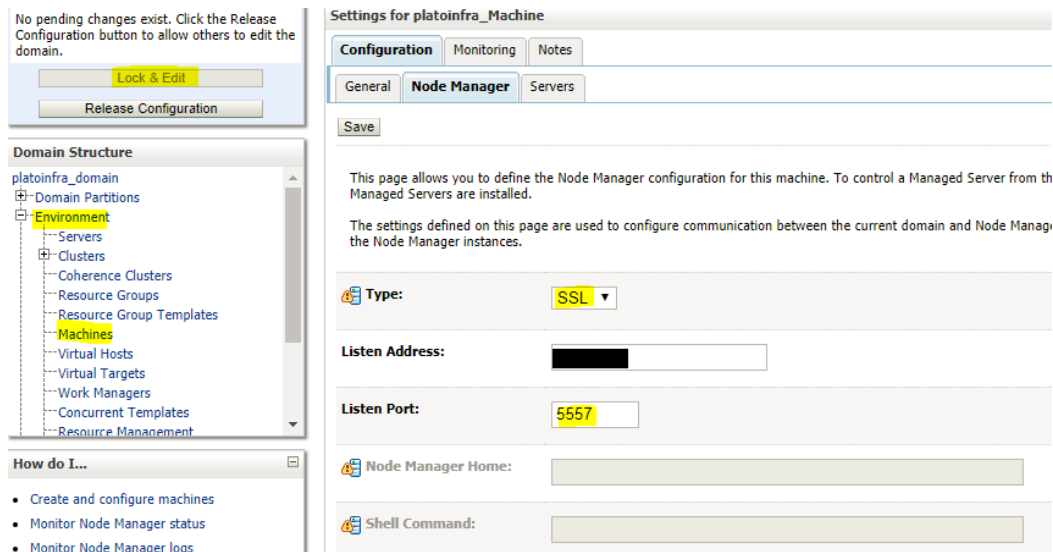 No pending changes exist. Click the Release
Configuration button to allow others to edit the
domain.
Lock & Edit
Release Configuration
Domain Structure
platoinfra_domain
Domain Partitions
Environment
Servers
Clusters
Coherence Clusters
Resource Groups
Resource Group Templates
Machines
Virtual Hosts
Virtual Targets
Work Managers
Concurrent Templates
Resource Management
How do I...
Create and configure machines
Monitor Node Manager status
Monitor Node Manager logs
Settings for platoinfra_Machine
Configuration Monitoring Notes
General Node Manager Servers
Save
This page allows you to define the Node Manager configuration for this machine. To control a Managed Server from th
Managed Servers are installed.
The settings defined on this page are used to configure communication between the current domain and Node Manage
the Node Manager instances.
Type: SSL
Listen Address:
Listen Port: 5557
Node Manager Home:
Shell Command: